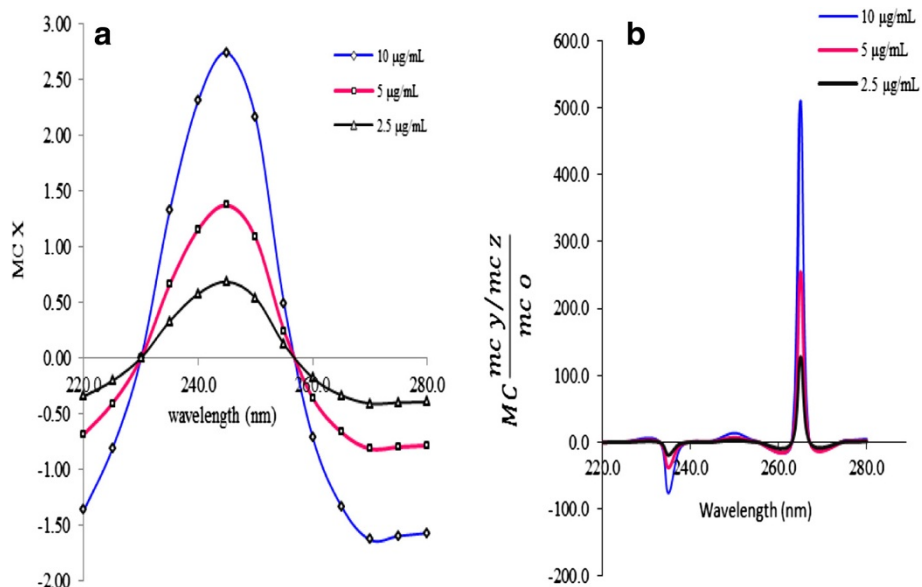 a
3.00
2.50
2.00
1.50
1.00
0.50
0.00
-0.50
-1.00
-1.50
-2.00
220.0 240.0 260.0 280.0
MC X
wavelength (nm)
10 µg/mL
5 µg/mL
2.5 µg/mL
b
600.0
500.0
400.0
300.0
200.0
100.0
0.0
-100.0
-200.0
220.0 240.0 260.0 280.0
MC mc y/mc z
mc o
Wavelength (nm)
10 µg/mL
5 µg/mL
2.5 µg/mL